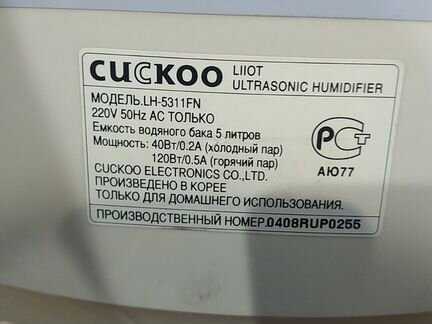 CUCKOO LIIOT
ULTRASONIC HUMIDIFIER
МОДЕЛЬ.LH-5311FN
220V 50Hz AC ТОЛЬКО
Емкость водяного бака 5 литров
Мощность: 40Вт/0.2А (холодный пар)
120Вт/0.5А (горячий пар)
CUCKOO ELECTRONICS CO.,LTD.
ПРОИЗВЕДЕНО В КОРЕЕ
ТОЛЬКО ДЛЯ ДОМАШНЕГО ИСПОЛЬЗОВАНИЯ.
ПРОИЗВОДСТВЕННЫЙ НОМЕР.0408RUP0255
РСТ
АЮ77